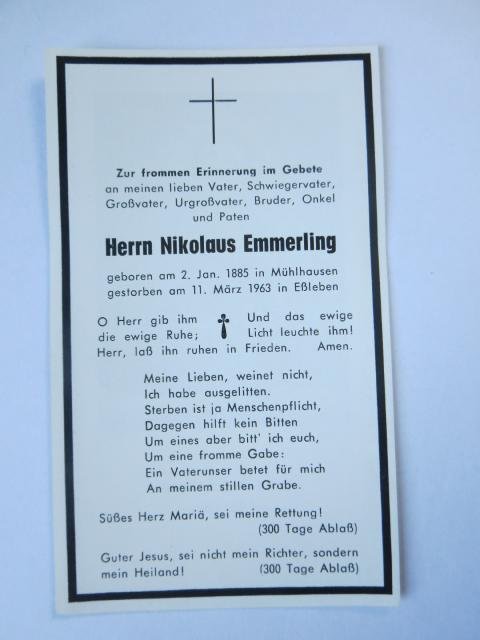 Zur frommen Erinnerung im Gebete
an meinen lieben Vater, Schwiegervater,
Großvater, Urgroßvater, Bruder, Onkel
und Paten
Herrn Nikolaus Emmerling
geboren am 2. Jan. 1885 in Mühlhausen
gestorben am 11. März 1963 in Eßleben
O Herr gib ihm Und das ewige
die ewige Ruhe; Licht leuchte ihm!
Herr, laß ihn ruhen in Frieden. Amen.
Meine Lieben, weinet nicht,
Ich habe ausgelitten.
Sterben ist ja Menschenpflicht,
Dagegen hilft kein Bitten
Um eines aber bitt' ich euch,
Um eine fromme Gabe:
Ein Vaterunser betet für mich
An meinem stillen Grabe.
Süßes Herz Mariä, sei meine Rettung!
(300 Tage Ablaß)
Guter Jesus, sei nicht mein Richter, sondern
mein Heiland! (300 Tage Ablaß)